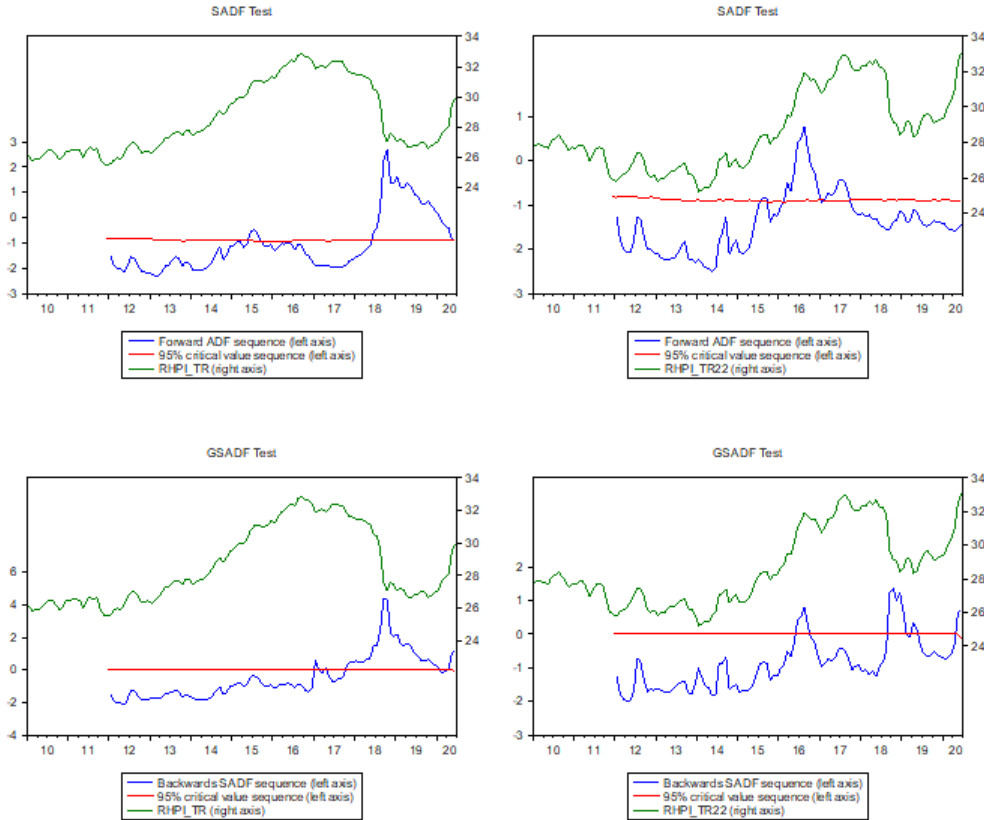 SADF Test
34
32
30
28
26
24
3
2
1
0
-1
-2
-3
10 11 12 13 14 15 16 17 18 19 20
Forward ADF sequence (left axis)
95% critical value sequence (left axis)
RHPI_TR (right axis)
SADF Test
34
32
30
28
26
24
1
0
-1
-2
-3
10 11 12 13 14 15 16 17 18 19 20
Forward ADF sequence (left axis)
95% critical value sequence (left axis)
RHPI_TR22 (right axis)
GSADF Test
34
32
30
28
26
24
6
4
2
0
-2
-4
10 11 12 13 14 15 16 17 18 19 20
Backwards SADF sequence (left axis)
95% critical value sequence (left axis)
RHPI_TR (right axis)
GSADF Test
34
32
30
28
26
24
2
1
0
-1
-2
-3
10 11 12 13 14 15 16 17 18 19 20
Backwards SADF sequence (left axis)
95% critical value sequence (left axis)
RHPI_TR22 (right axis)